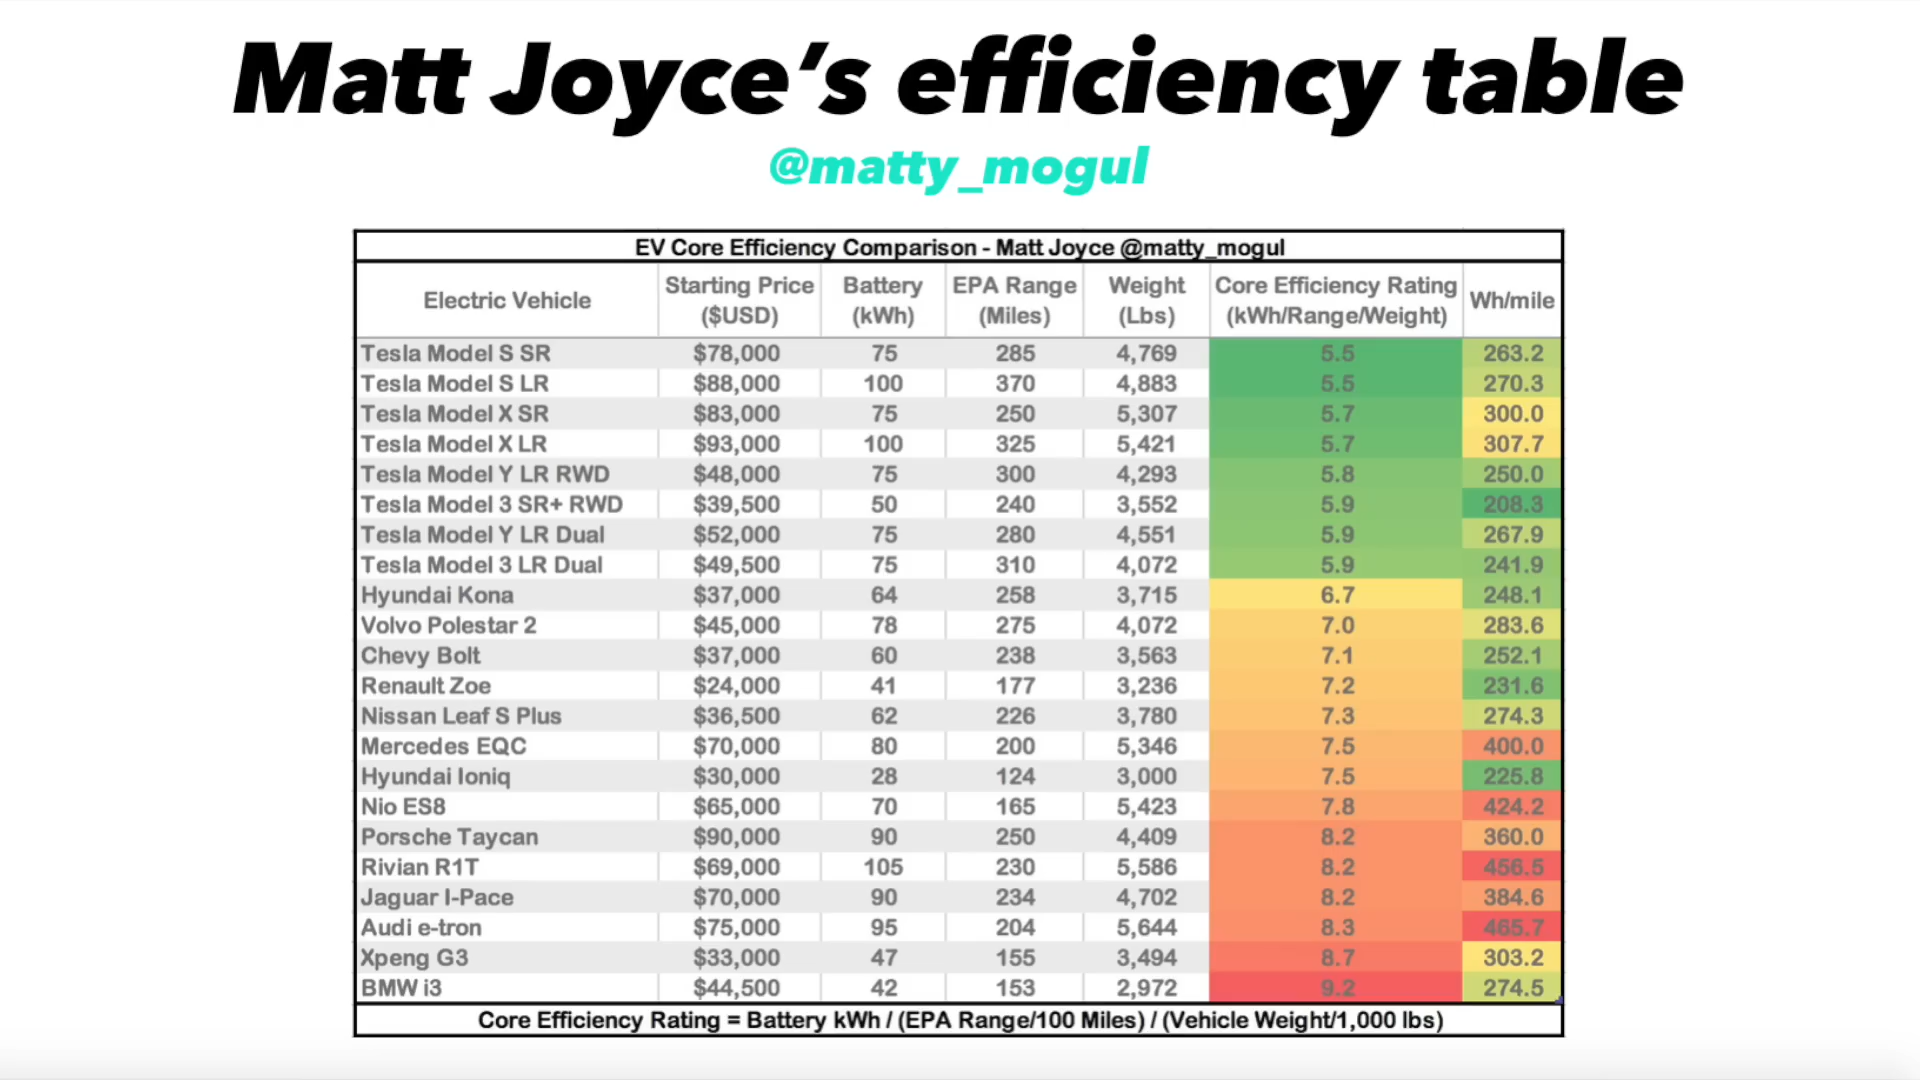 Matt Joyce’s efficiency table
@matty_mogul
EV Core Efficiency Comparison - Matt Joyce @matty_mogul
Electric Vehicle Starting Price ($USD) Battery (kWh) EPA Range (Miles) Weight (Lbs) Core Efficiency Rating (kWh/Range/Weight) Wh/mile
Tesla Model S SR $78,000 75 285 4,769 5.5 263.2
Tesla Model S LR $88,000 100 370 4,883 5.5 270.3
Tesla Model X SR $83,000 75 250 5,307 5.7 300.0
Tesla Model X LR $93,000 100 325 5,421 5.7 307.7
Tesla Model Y LR RWD $48,000 75 300 4,293 5.8 250.0
Tesla Model 3 SR+ RWD $39,500 50 240 3,552 5.9 208.3
Tesla Model Y LR Dual $52,000 75 280 4,551 5.9 267.9
Tesla Model 3 LR Dual $49,500 75 310 4,072 5.9 241.9
Hyundai Kona $37,000 64 258 3,715 6.7 248.1
Volvo Polestar 2 $45,000 78 275 4,072 7.0 283.6
Chevy Bolt $37,000 60 238 3,563 7.1 252.1
Renault Zoe $24,000 41 177 3,236 7.2 231.6
Nissan Leaf S Plus $36,500 62 226 3,780 7.3 274.3
Mercedes EQC $70,000 80 200 5,346 7.5 400.0
Hyundai Ioniq $30,000 28 124 3,000 7.5 225.8
Nio ES8 $65,000 70 165 5,423 7.8 424.2
Porsche Taycan $90,000 90 250 4,409 8.2 360.0
Rivian R1T $69,000 105 230 5,586 8.2 456.5
Jaguar I-Pace $70,000 90 234 4,702 8.2 384.6
Audi e-tron $75,000 95 204 5,644 8.3 465.7
Xpeng G3 $33,000 47 155 3,494 8.7 303.2
BMW i3 $44,500 42 153 2,972 9.2 274.5
Core Efficiency Rating = Battery kWh / (EPA Range/100 Miles) / (Vehicle Weight/1,000 lbs)